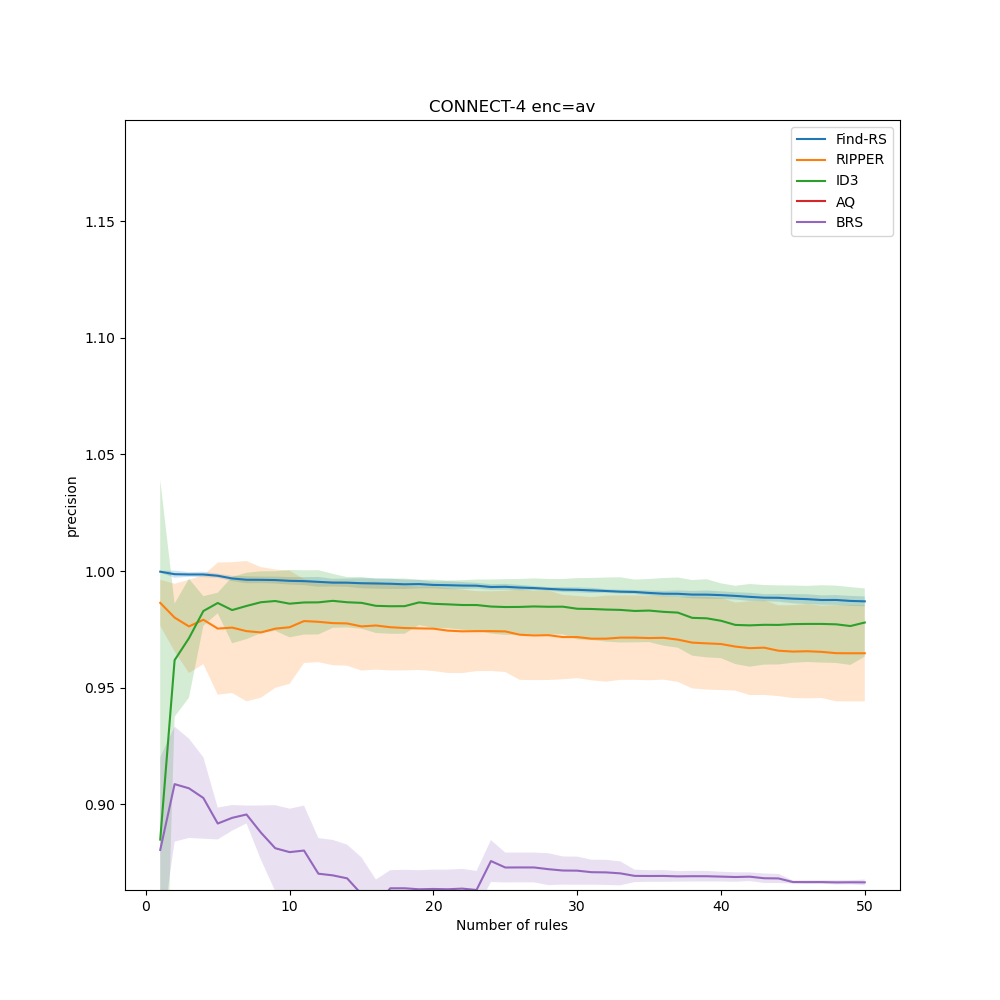 CONNECT-4 enc=av
Find-RS
RIPPER
ID3
AQ
BRS
precision
1.15
1.10
1.05
1.00
0.95
0.90
0
10
20
30
40
50
Number of rules